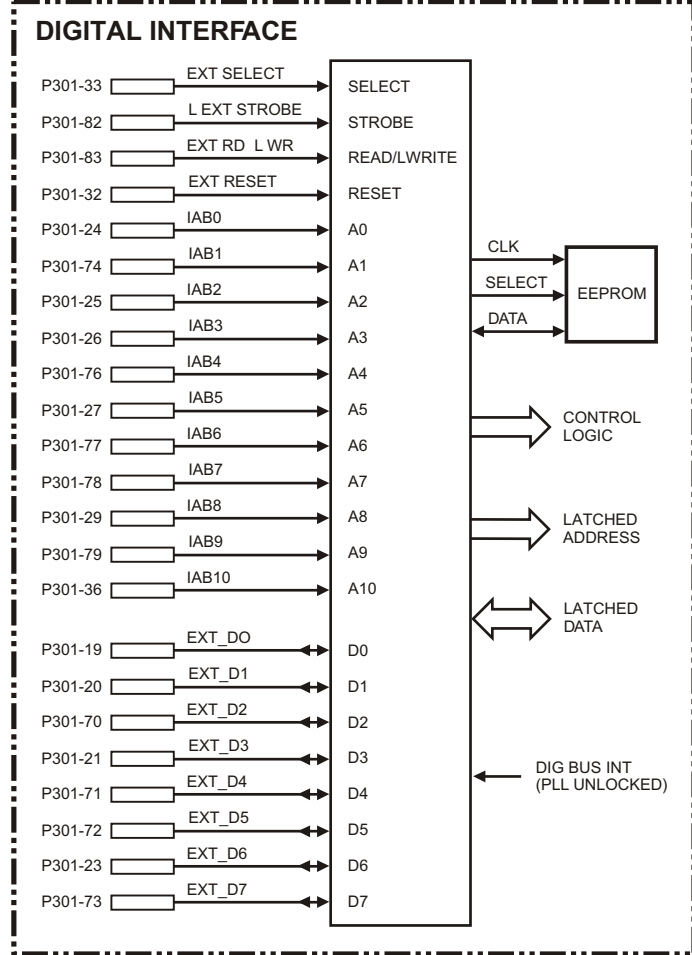 DIGITAL INTERFACE
P301-33 EXT SELECT SELECT
P301-82 L EXT STROBE STROBE
P301-83 EXT RD L WR READ/LWRITE
P301-32 EXT RESET RESET
P301-24 IAB0 A0
P301-74 IAB1 A1
P301-25 IAB2 A2
P301-26 IAB3 A3
P301-76 IAB4 A4
P301-27 IAB5 A5
P301-77 IAB6 A6
P301-78 IAB7 A7
P301-29 IAB8 A8
P301-79 IAB9 A9
P301-36 IAB10 A10
P301-19 EXT_DO D0
P301-20 EXT_D1 D1
P301-70 EXT_D2 D2
P301-21 EXT_D3 D3
P301-71 EXT_D4 D4
P301-72 EXT_D5 D5
P301-23 EXT_D6 D6
P301-73 EXT_D7 D7
CLK
SELECT
DATA
EEPROM
CONTROL
LOGIC
LATCHED
ADDRESS
LATCHED
DATA
DIG BUS INT
(PLL UNLOCKED)